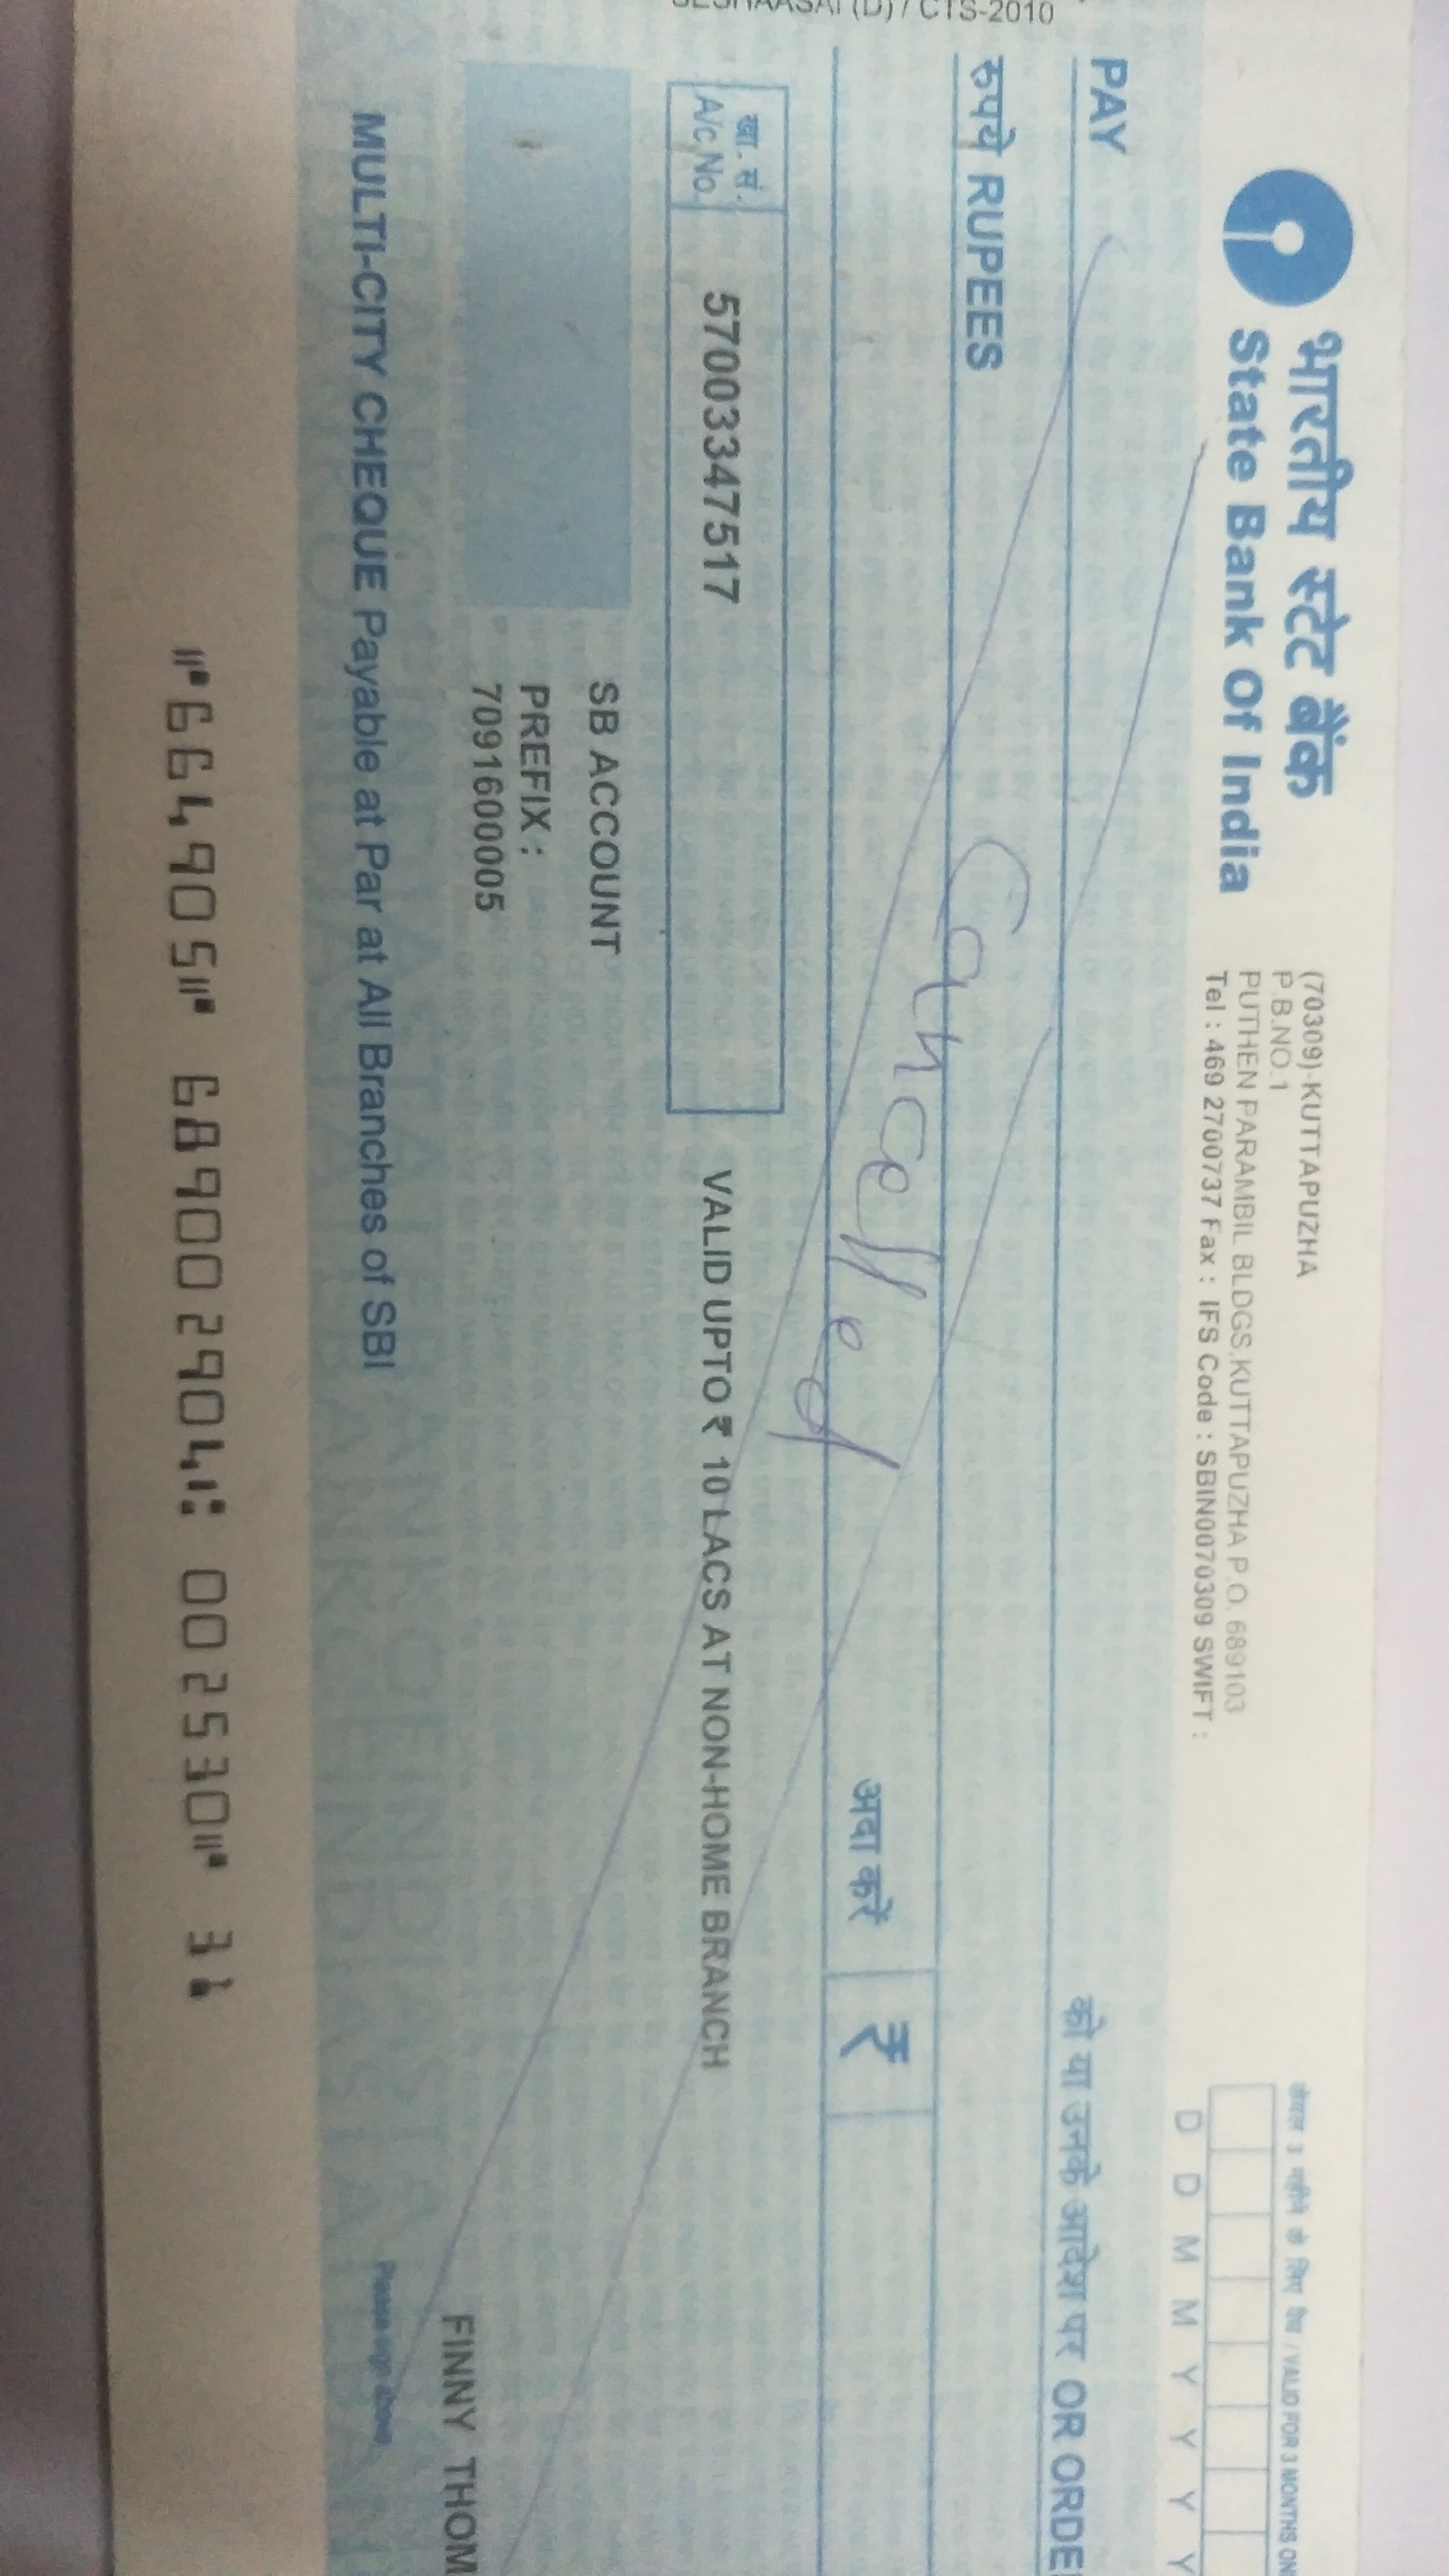 भारतीय स्टेट बैंक
State Bank Of India
(70309)-KUTTAPUZHA
P.B.NO.1
PUTHEN PARAMBIL BLDGS,KUTTAPUZHA P.O. 689103
Tel : 469 2700737 Fax : IFS Code : SBIN0070309 SWIFT :
केवल 3 महीने के लिए वैध / VALID FOR 3 MONTHS ON
D D M M Y Y Y Y
PAY
को या उनके आदेश पर OR ORDE
रुपये RUPEES
Cancelled
अदा करें ₹
खा. सं.
A/c No.
57003347517
VALID UPTO ₹ 10 LACS AT NON-HOME BRANCH
SB ACCOUNT
PREFIX :
7091600005
FINNY THOM
MULTI-CITY CHEQUE Payable at Par at All Branches of SBI
Please sign above
⑈664905⑈ 689002904⑆ 002530⑈ 31
(D) / CTS-2010